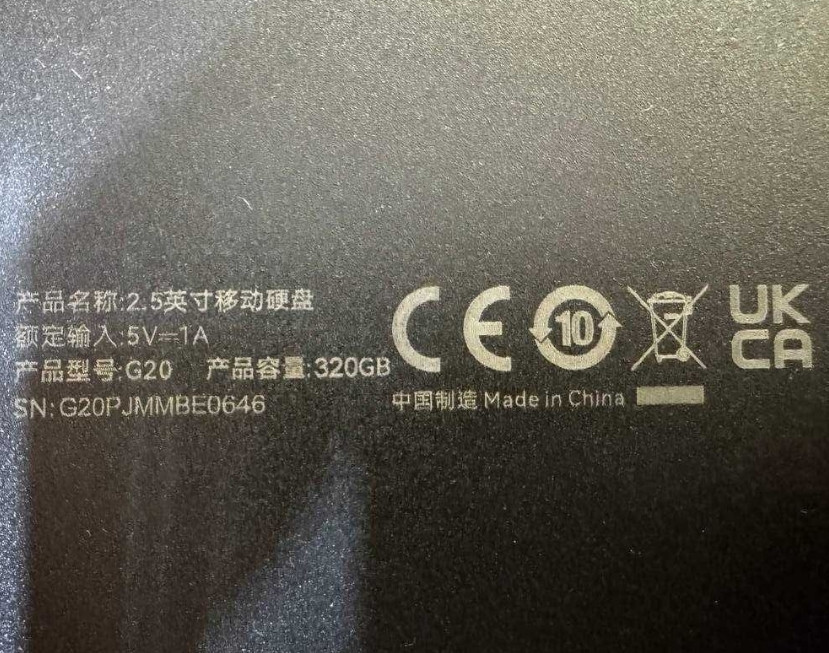 产品名称:2.5英寸移动硬盘
额定输入:5V⎓1A
产品型号:G20 产品容量:320GB
SN:G20PJMMBE0646
CE
10
UK
CA
中国制造 Made in China